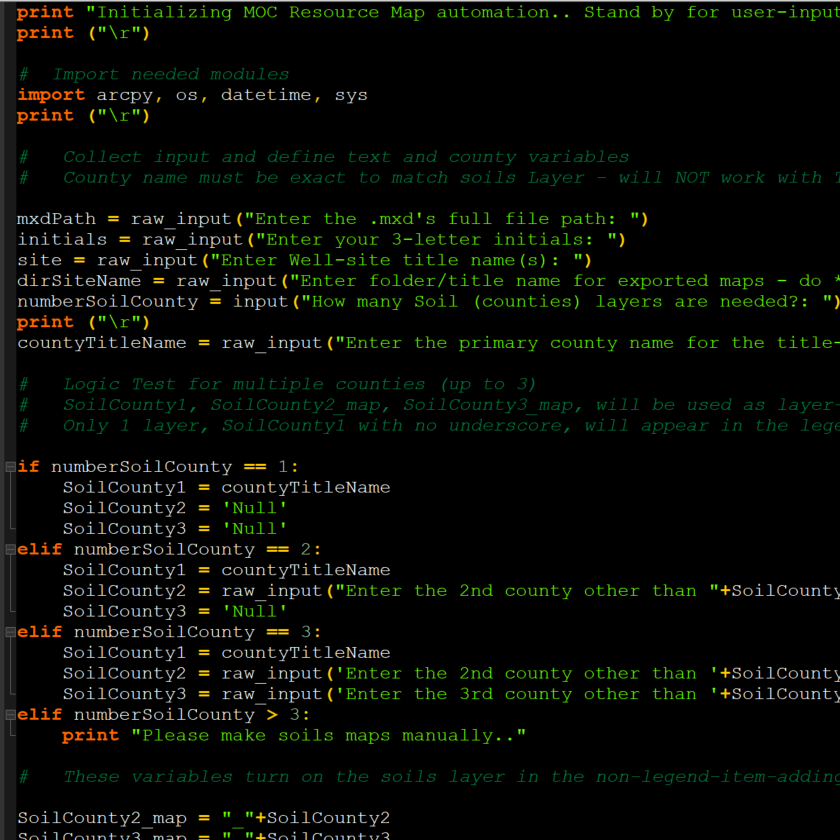 print "Initializing MOC Resource Map automation.. Stand by for user-input
print ("\r")
#  Import needed modules
import arcpy, os, datetime, sys
print ("\r")
#   Collect input and define text and county variables
#   County name must be exact to match soils Layer - will NOT work with
mxdPath = raw_input("Enter the .mxd's full file path: ")
initials = raw_input("Enter your 3-letter initials: ")
site = raw_input("Enter Well-site title name(s): ")
dirSiteName = raw_input("Enter folder/title name for exported maps - do *
numberSoilCounty = input("How many Soil (counties) layers are needed?: ")
print ("\r")
countyTitleName = raw_input("Enter the primary county name for the title-
#   Logic Test for multiple counties (up to 3)
#   SoilCounty1, SoilCounty2_map, SoilCounty3_map, will be used as layer-
#   Only 1 layer, SoilCounty1 with no underscore, will appear in the lege
if numberSoilCounty == 1:
    SoilCounty1 = countyTitleName
    SoilCounty2 = 'Null'
    SoilCounty3 = 'Null'
elif numberSoilCounty == 2:
    SoilCounty1 = countyTitleName
    SoilCounty2 = raw_input("Enter the 2nd county other than "+SoilCounty
    SoilCounty3 = 'Null'
elif numberSoilCounty == 3:
    SoilCounty1 = countyTitleName
    SoilCounty2 = raw_input('Enter the 2nd county other than '+SoilCounty
    SoilCounty3 = raw_input('Enter the 3rd county other than '+SoilCounty
elif numberSoilCounty > 3:
    print "Please make soils maps manually.."
#   These variables turn on the soils layer in the non-legend-item-adding
SoilCounty2_map = "_"+SoilCounty2
SoilCounty3_map = "_"+SoilCounty3